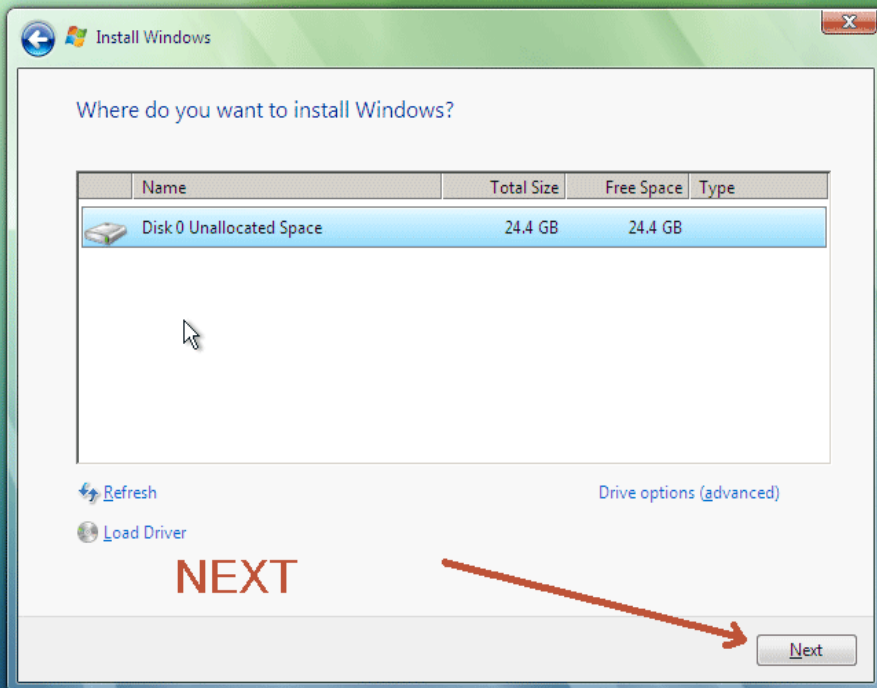 Install Windows
Where do you want to install Windows?
Name Total Size Free Space Type
Disk 0 Unallocated Space 24.4 GB 24.4 GB
Refresh Drive options (advanced)
Load Driver
NEXT
Next